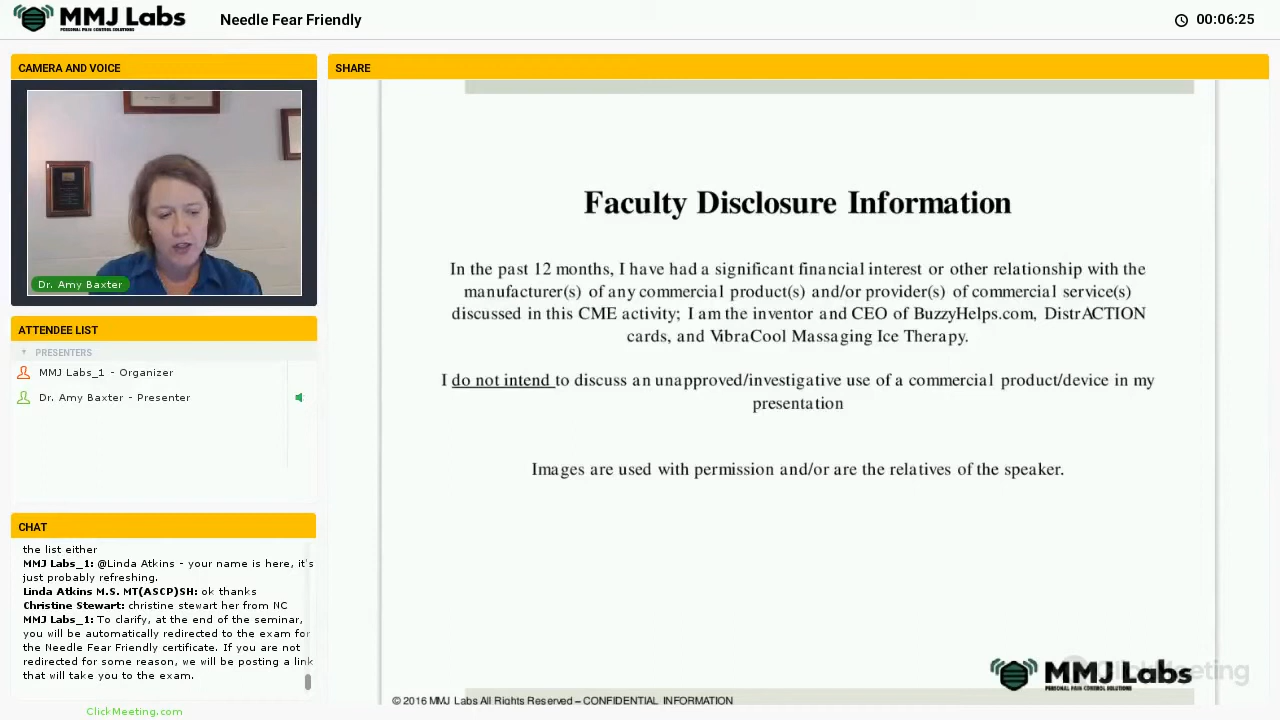 MMJ Labs
PERSONAL PAIN CONTROL SOLUTIONS
Needle Fear Friendly
00:06:25
CAMERA AND VOICE
Dr. Amy Baxter
ATTENDEE LIST
PRESENTERS
MMJ Labs_1 - Organizer
Dr. Amy Baxter - Presenter
CHAT
the list either
MMJ Labs_1: @Linda Atkins - your name is here, it's
just probably refreshing.
Linda Atkins M.S. MT(ASCP)SH: ok thanks
Christine Stewart: christine stewart her from NC
MMJ Labs_1: To clarify, at the end of the seminar,
you will be automatically redirected to the exam for
the Needle Fear Friendly certificate. If you are not
redirected for some reason, we will be posting a link
that will take you to the exam.
ClickMeeting.com
SHARE
Faculty Disclosure Information
In the past 12 months, I have had a significant financial interest or other relationship with the
manufacturer(s) of any commercial product(s) and/or provider(s) of commercial service(s)
discussed in this CME activity; I am the inventor and CEO of BuzzyHelps.com, DistrACTION
cards, and VibraCool Massaging Ice Therapy.
I do not intend to discuss an unapproved/investigative use of a commercial product/device in my
presentation
Images are used with permission and/or are the relatives of the speaker.
MMJ Labs
PERSONAL PAIN CONTROL SOLUTIONS
ClickMeeting
© 2016 MMJ Labs All Rights Reserved – CONFIDENTIAL INFORMATION